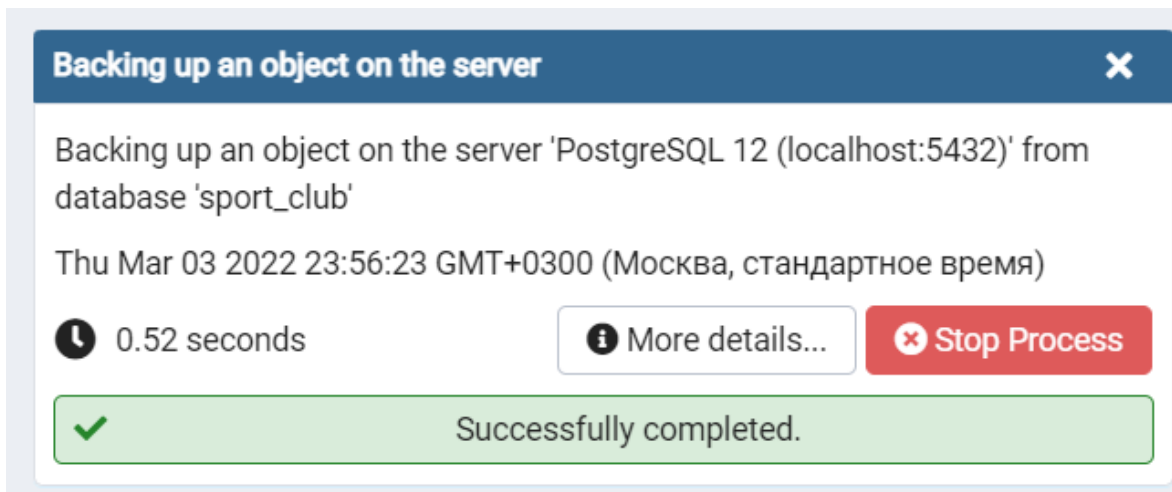 Backing up an object on the server
Backing up an object on the server 'PostgreSQL 12 (localhost:5432)' from
database 'sport_club'
Thu Mar 03 2022 23:56:23 GMT+0300 (Москва, стандартное время)
0.52 seconds
More details...
Stop Process
Successfully completed.